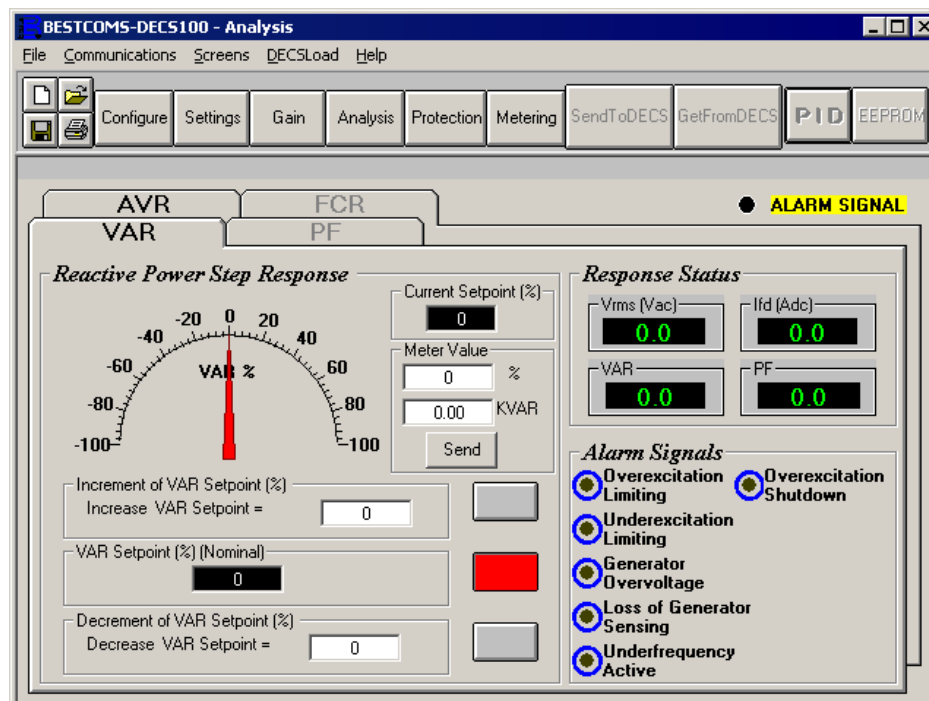 BESTCOMS-DECS100 - Analysis
File Communications Screens DECSLoad Help
Configure Settings Gain Analysis Protection Metering SendToDECS GetFromDECS PID EEPROM
AVR FCR
ALARM SIGNAL
VAR PF
Reactive Power Step Response
-100 -80 -60 -40 -20 0 20 40 60 80 100
VAR %
Current Setpoint (%)
0
Meter Value
0 %
0.00 KVAR
Send
Increment of VAR Setpoint (%)
Increase VAR Setpoint = 0
VAR Setpoint (%) (Nominal)
0
Decrement of VAR Setpoint (%)
Decrease VAR Setpoint = 0
Response Status
Vrms (Vac) Ifd (Adc)
0.0 0.0
VAR PF
0.0 0.0
Alarm Signals
Overexcitation
Limiting
Overexcitation
Shutdown
Underexcitation
Limiting
Generator
Overvoltage
Loss of Generator
Sensing
Underfrequency
Active